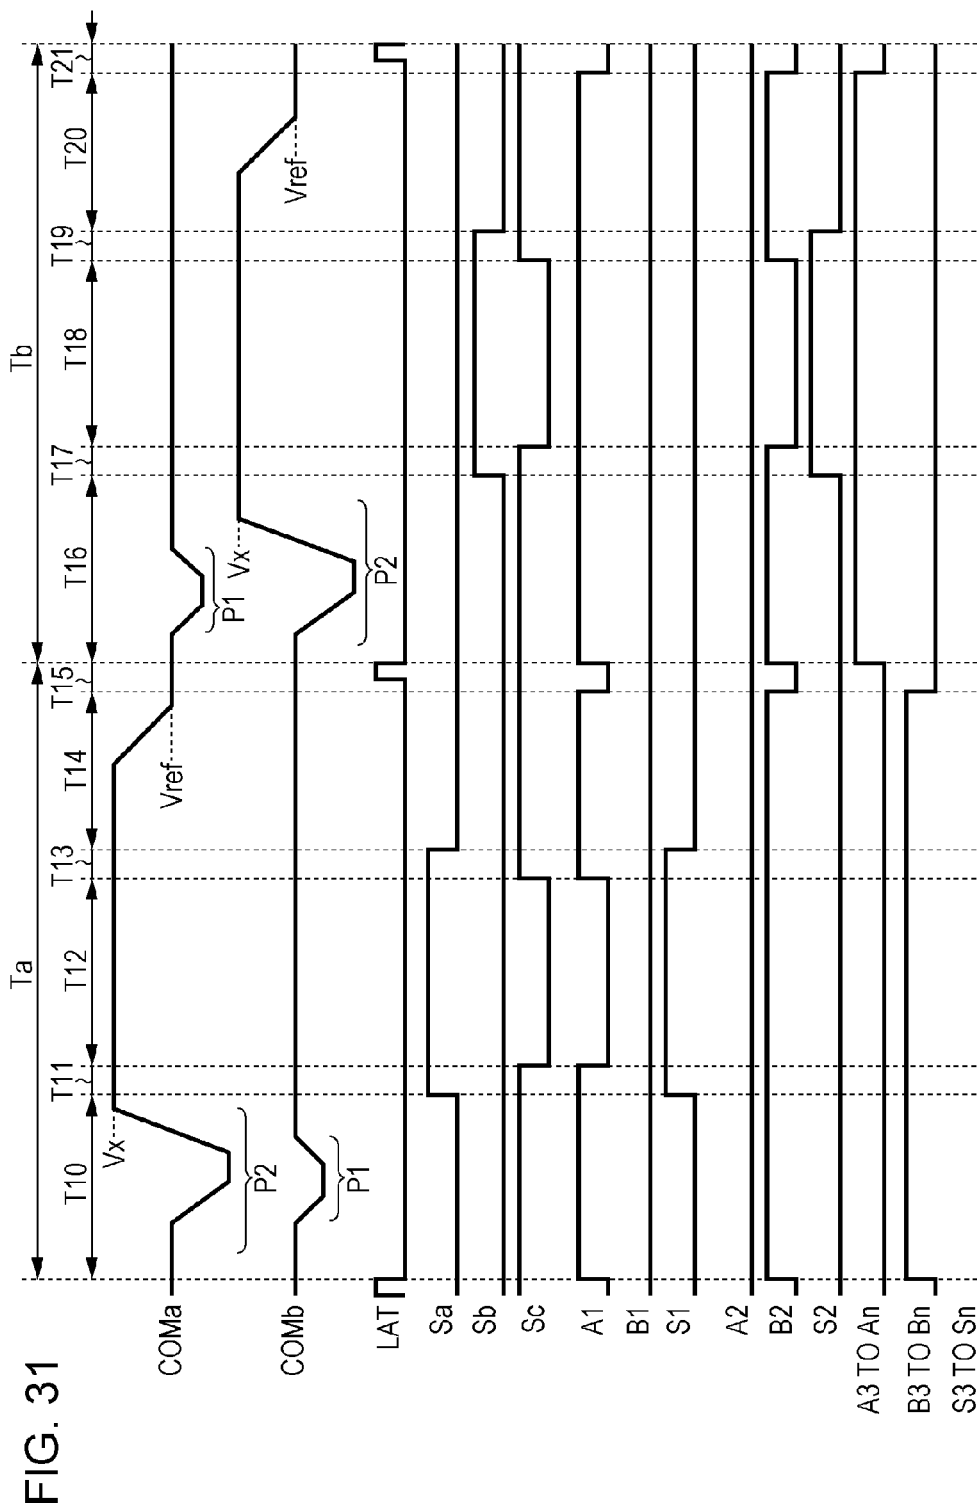 FIG. 31
Ta
Tb
T10
T11
T12
T13
T14
T15
T16
T17
T18
T19
T20
T21
COMa
Vx
P2
Vref
P1
COMb
P1
Vx
P2
Vref
LAT
Sa
Sb
Sc
A1
B1
S1
A2
B2
S2
A3 TO An
B3 TO Bn
S3 TO Sn